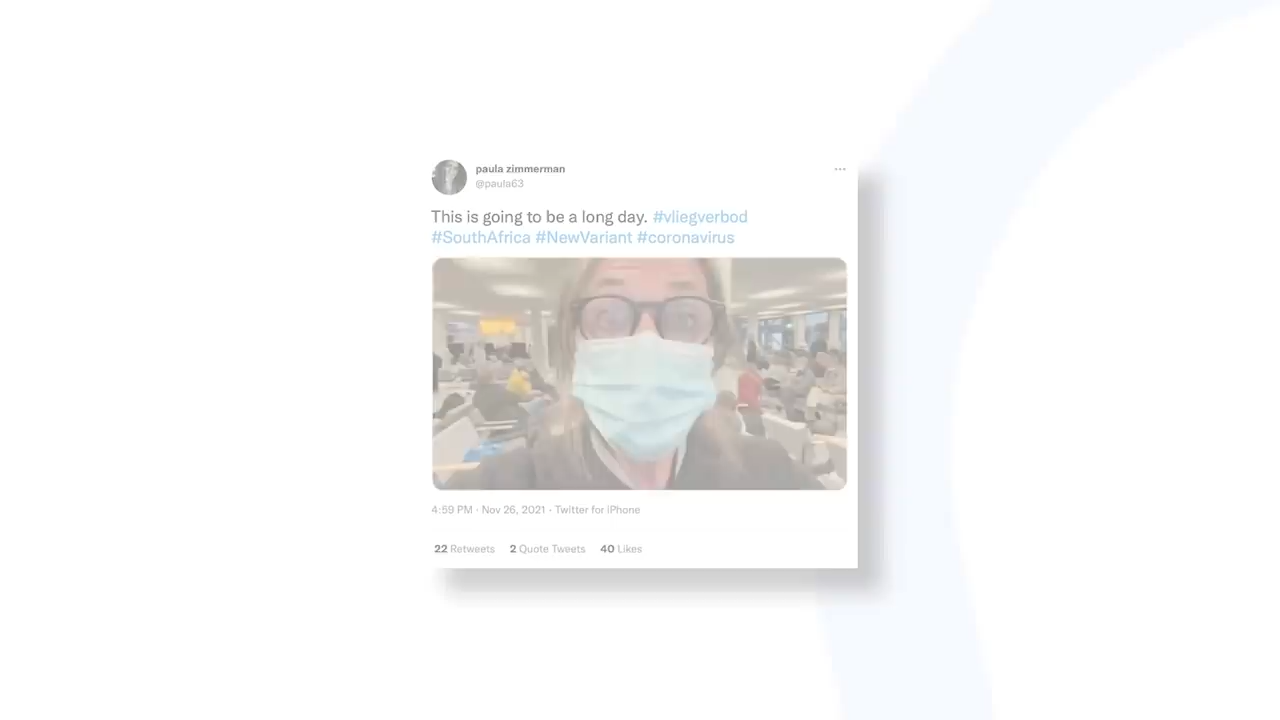 paula zimmerman
@paula63
This is going to be a long day. #vliegverbod
#SouthAfrica #NewVariant #coronavirus
4:59 PM · Nov 26, 2021 · Twitter for iPhone
22 Retweets 2 Quote Tweets 40 Likes